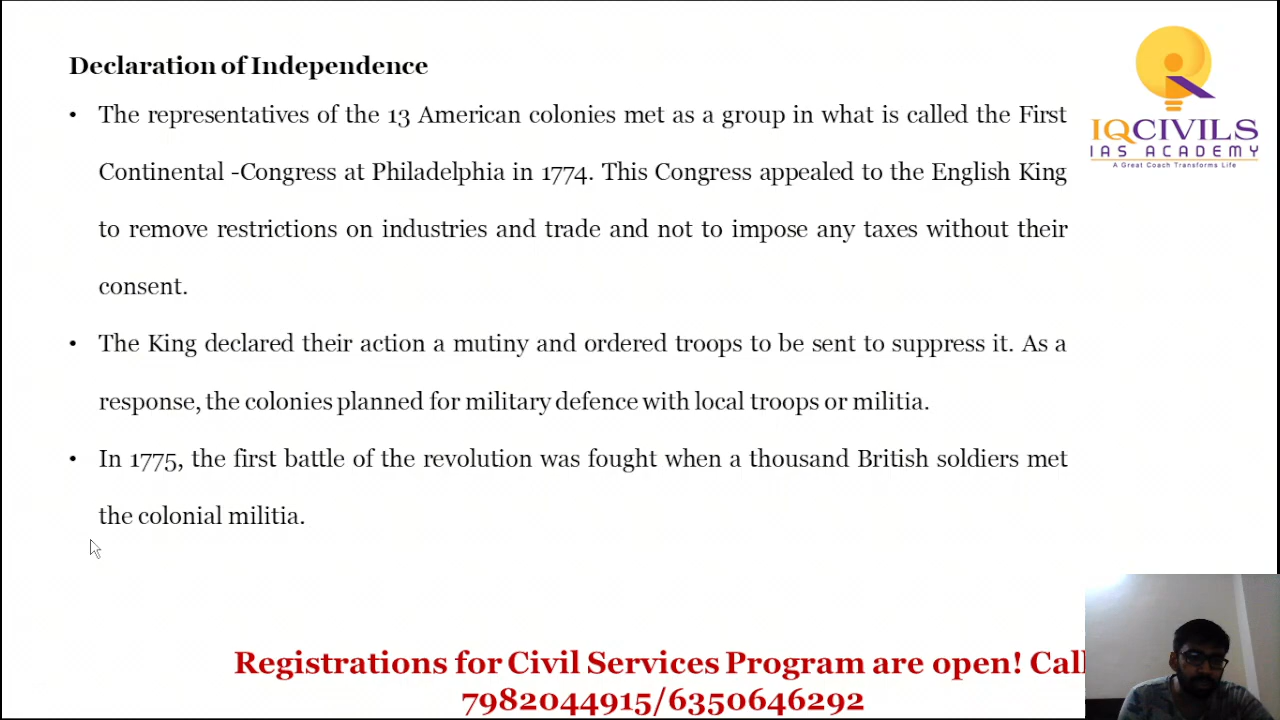 Declaration of Independence
• The representatives of the 13 American colonies met as a group in what is called the First
Continental -Congress at Philadelphia in 1774. This Congress appealed to the English King
to remove restrictions on industries and trade and not to impose any taxes without their
consent.
• The King declared their action a mutiny and ordered troops to be sent to suppress it. As a
response, the colonies planned for military defence with local troops or militia.
• In 1775, the first battle of the revolution was fought when a thousand British soldiers met
the colonial militia.
IQCIVILS
IAS ACADEMY
A Great Coach Transforms Life
Registrations for Civil Services Program are open! Call
7982044915/6350646292